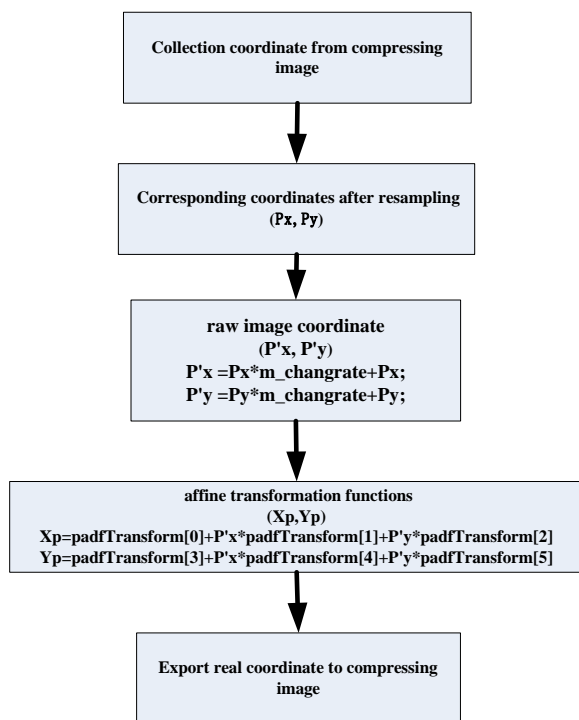 Collection coordinate from compressing
image
Corresponding coordinates after resampling
(Px, Py)
raw image coordinate
(P'x, P'y)
P'x =Px*m_changrate+Px;
P'y =Py*m_changrate+Py;
affine transformation functions
(Xp,Yp)
Xp=padfTransform[0]+P'x*padfTransform[1]+P'y*padfTransform[2]
Yp=padfTransform[3]+P'x*padfTransform[4]+P'y*padfTransform[5]
Export real coordinate to compressing
image